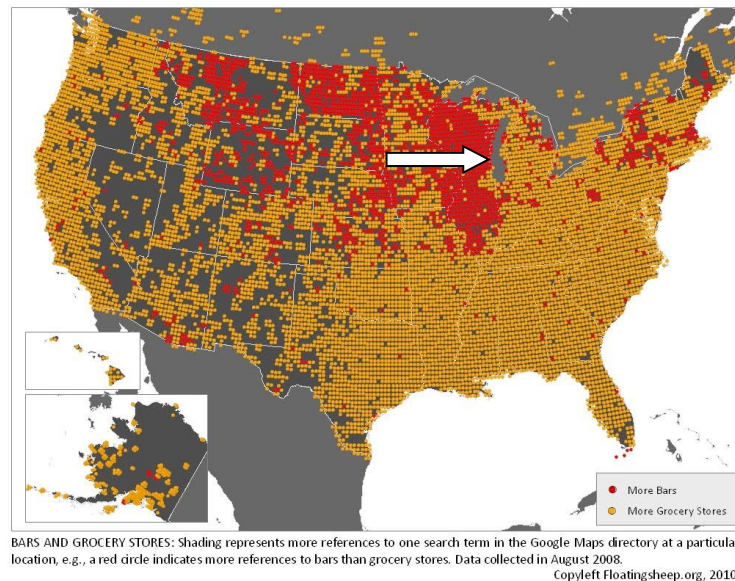 More Bars
More Grocery Stores
BARS AND GROCERY STORES: Shading represents more references to one search term in the Google Maps directory at a particula
location, e.g., a red circle indicates more references to bars than grocery stores. Data collected in August 2008.
Copyleft Floatingsheep.org, 2010